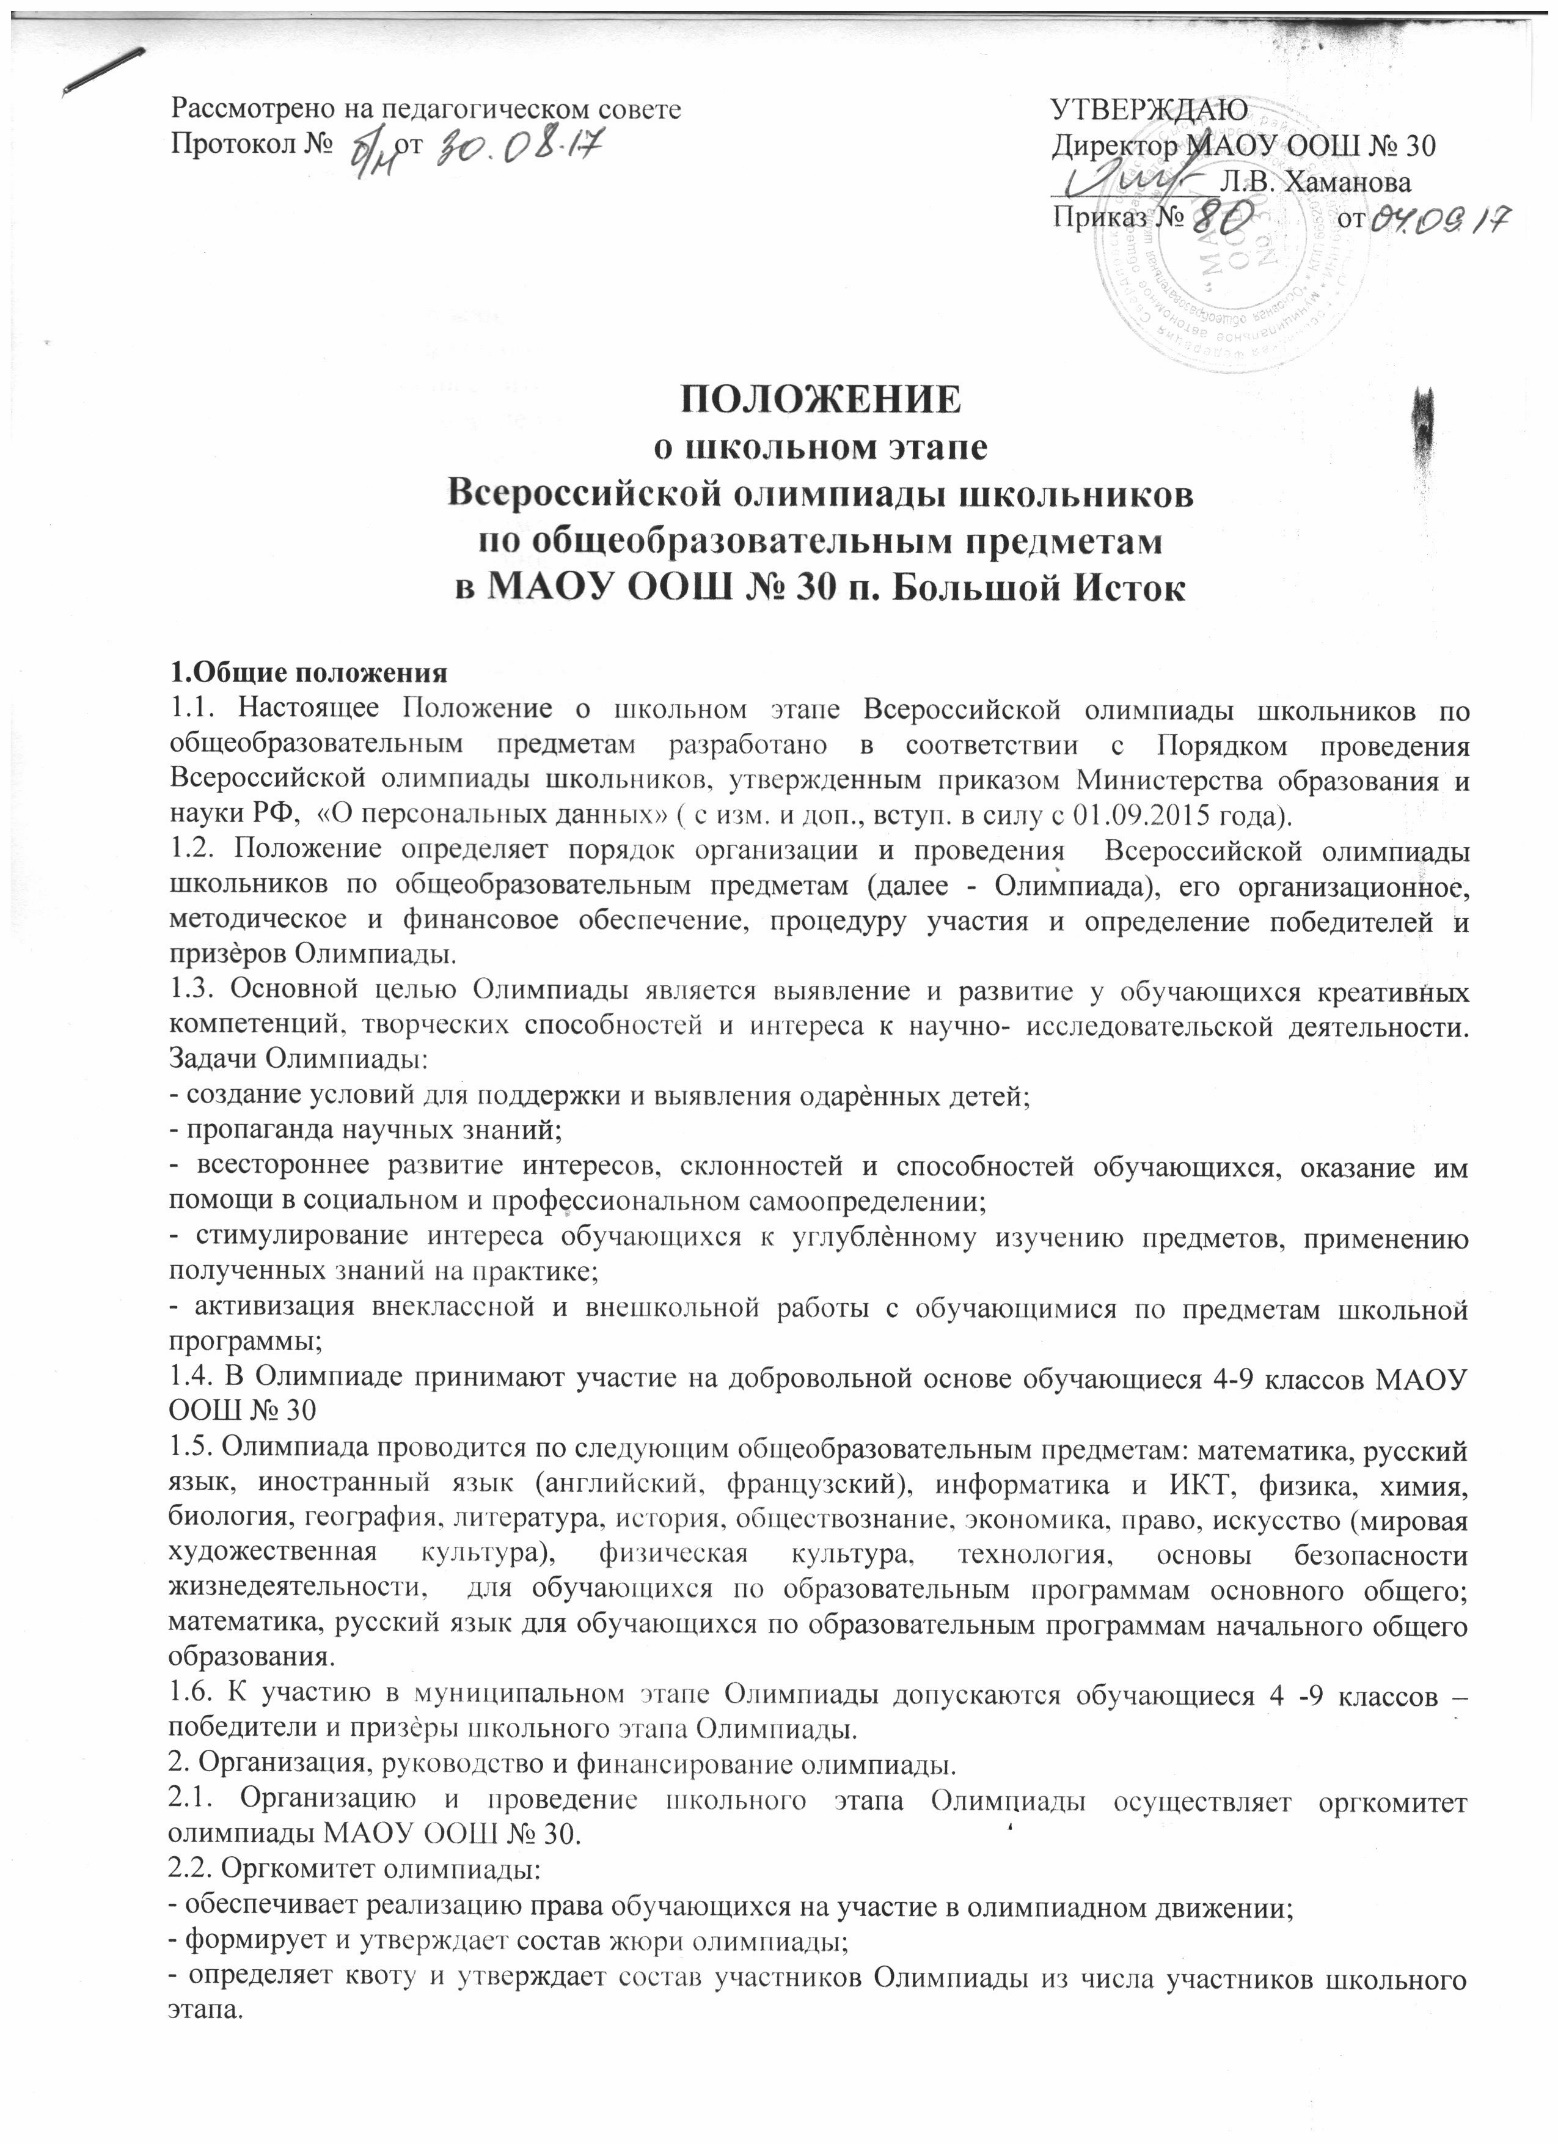 Рассмотрено на педагогическом совете
Протокол № б/н от 30.08.17
УТВЕРЖДАЮ
Директор МАОУ ООШ № 30
___________Л.В. Хаманова
Приказ № 80 от 04.09.17
"МАОУ
ООШ
№ 30"
ПОЛОЖЕНИЕ
о школьном этапе
Всероссийской олимпиады школьников
по общеобразовательным предметам
в МАОУ ООШ № 30 п. Большой Исток
1.Общие положения
1.1. Настоящее Положение о школьном этапе Всероссийской олимпиады школьников по
общеобразовательным предметам разработано в соответствии с Порядком проведения
Всероссийской олимпиады школьников, утвержденным приказом Министерства образования и
науки РФ, «О персональных данных» ( с изм. и доп., вступ. в силу с 01.09.2015 года).
1.2. Положение определяет порядок организации и проведения Всероссийской олимпиады
школьников по общеобразовательным предметам (далее - Олимпиада), его организационное,
методическое и финансовое обеспечение, процедуру участия и определение победителей и
призѐров Олимпиады.
1.3. Основной целью Олимпиады является выявление и развитие у обучающихся креативных
компетенций, творческих способностей и интереса к научно- исследовательской деятельности.
Задачи Олимпиады:
- создание условий для поддержки и выявления одарѐнных детей;
- пропаганда научных знаний;
- всестороннее развитие интересов, склонностей и способностей обучающихся, оказание им
помощи в социальном и профессиональном самоопределении;
- стимулирование интереса обучающихся к углублѐнному изучению предметов, применению
полученных знаний на практике;
- активизация внеклассной и внешкольной работы с обучающимися по предметам школьной
программы;
1.4. В Олимпиаде принимают участие на добровольной основе обучающиеся 4-9 классов МАОУ
ООШ № 30
1.5. Олимпиада проводится по следующим общеобразовательным предметам: математика, русский
язык, иностранный язык (английский, французский), информатика и ИКТ, физика, химия,
биология, география, литература, история, обществознание, экономика, право, искусство (мировая
художественная культура), физическая культура, технология, основы безопасности
жизнедеятельности, для обучающихся по образовательным программам основного общего;
математика, русский язык для обучающихся по образовательным программам начального общего
образования.
1.6. К участию в муниципальном этапе Олимпиады допускаются обучающиеся 4 -9 классов –
победители и призѐры школьного этапа Олимпиады.
2. Организация, руководство и финансирование олимпиады.
2.1. Организацию и проведение школьного этапа Олимпиады осуществляет оргкомитет
олимпиады МАОУ ООШ № 30.
2.2. Оргкомитет олимпиады:
- обеспечивает реализацию права обучающихся на участие в олимпиадном движении;
- формирует и утверждает состав жюри олимпиады;
- определяет квоту и утверждает состав участников Олимпиады из числа участников школьного
этапа.